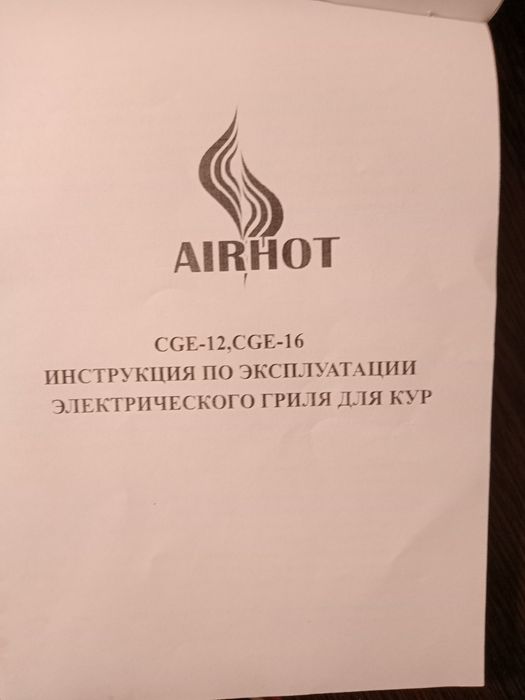 AIRHOT
CGE-12,CGE-16
ИНСТРУКЦИЯ ПО ЭКСПЛУАТАЦИИ
ЭЛЕКТРИЧЕСКОГО ГРИЛЯ ДЛЯ КУР